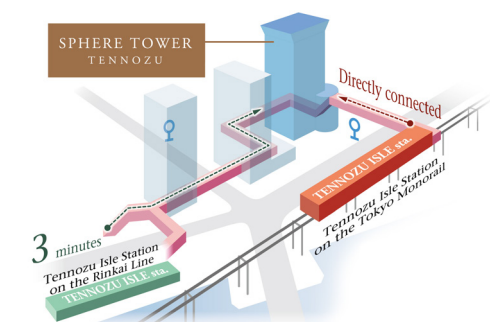 SPHERE TOWER
TENNOZU
Directly connected
TENNOZU ISLE sta.
Tennozu Isle Station
on the Tokyo Monorail
3 minutes
Tennozu Isle Station
on the Rinkai Line
TENNOZU ISLE sta.